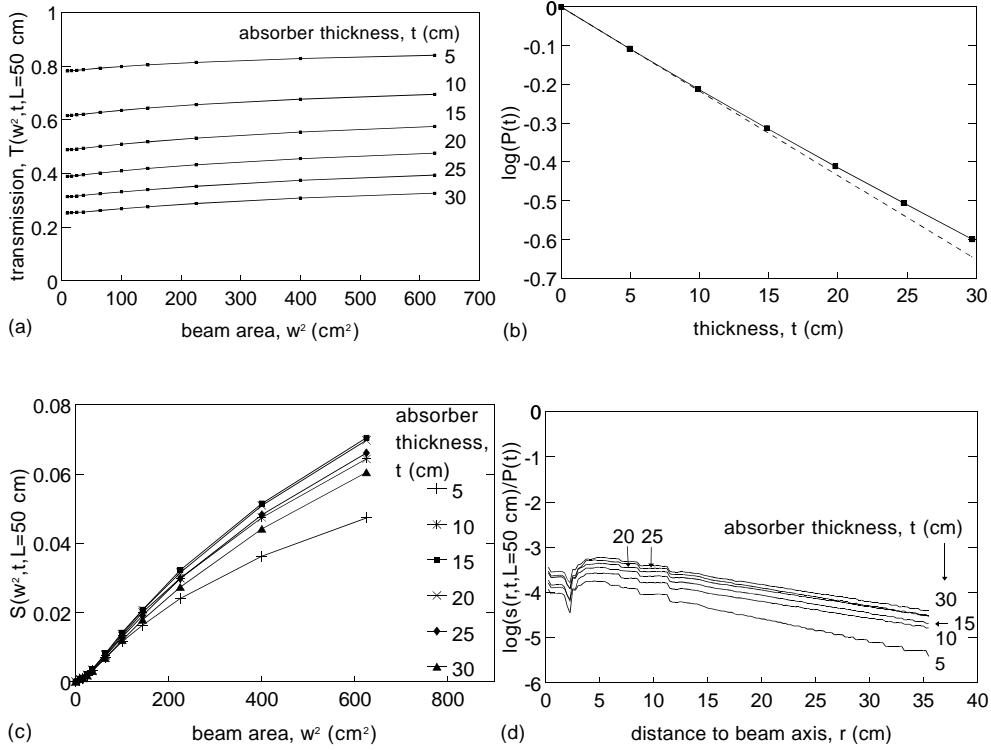 transmission, T(w²,t,L=50 cm)
1
0.8
0.6
0.4
0.2
0
absorber thickness, t (cm)
5
10
15
20
25
30
0 100 200 300 400 500 600 700
beam area, w² (cm²)
(a)
log(P(t))
0
-0.1
-0.2
-0.3
-0.4
-0.5
-0.6
-0.7
0 5 10 15 20 25 30
thickness, t (cm)
(b)
S(w²,t,L=50 cm)
0.08
0.06
0.04
0.02
0
absorber
thickness,
t (cm)
5
10
15
20
25
30
0 200 400 600 800
beam area, w² (cm²)
(c)
log(s(r,t,L=50 cm)/P(t))
0
-1
-2
-3
-4
-5
-6
absorber thickness, t (cm)
20 25
30
15
10
5
0 5 10 15 20 25 30 35 40
distance to beam axis, r (cm)
(d)